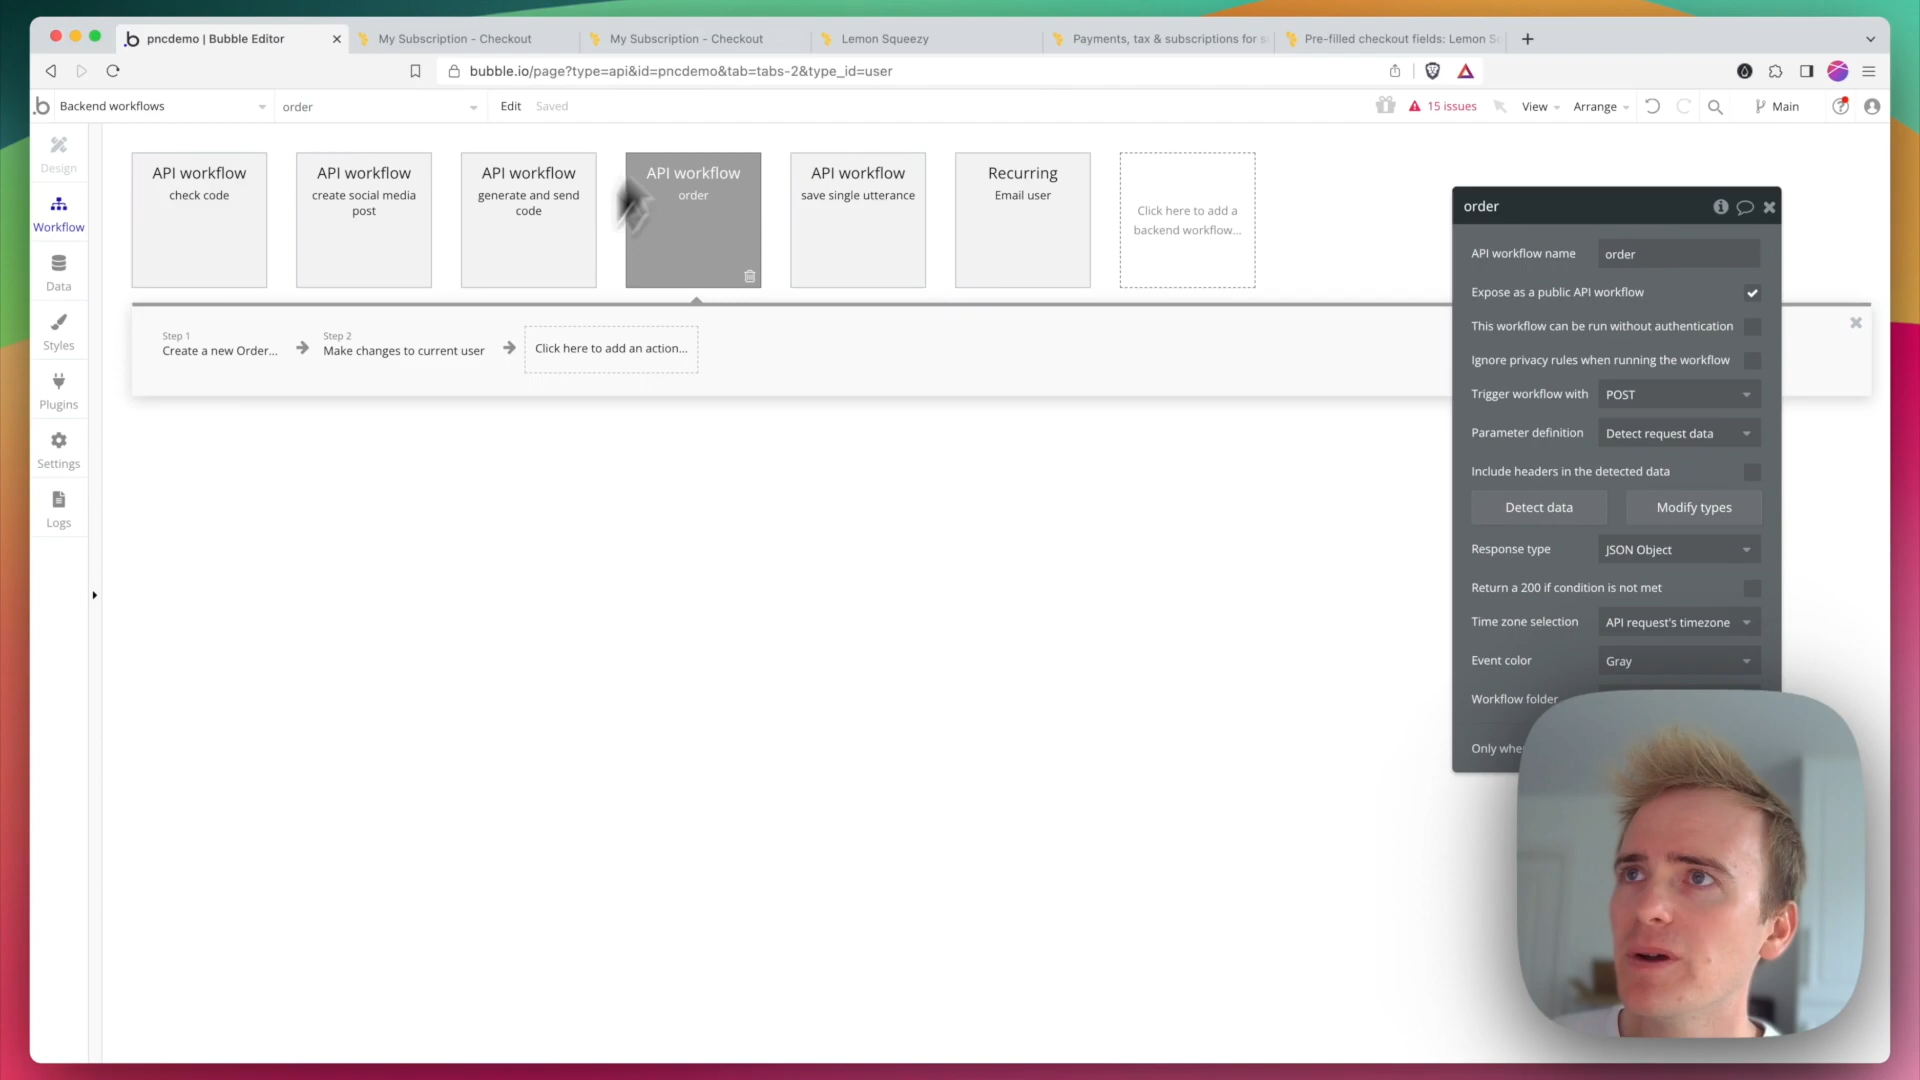 pncdemo | Bubble Editor
My Subscription - Checkout
My Subscription - Checkout
Lemon Squeezy
Payments, tax & subscriptions for s
Pre-filled checkout fields: Lemon S
bubble.io/page?type=api&id=pncdemo&tab=tabs-2&type_id=user
Backend workflows
order
Edit
Saved
15 issues
View
Arrange
Main
Design
Workflow
Data
Styles
Plugins
Settings
Logs
API workflow
check code
API workflow
create social media
post
API workflow
generate and send
code
API workflow
order
API workflow
save single utterance
Recurring
Email user
Click here to add a
backend workflow...
Step 1
Create a new Order...
Step 2
Make changes to current user
Click here to add an action...
order
API workflow name
order
Expose as a public API workflow
This workflow can be run without authentication
Ignore privacy rules when running the workflow
Trigger workflow with
POST
Parameter definition
Detect request data
Include headers in the detected data
Detect data
Modify types
Response type
JSON Object
Return a 200 if condition is not met
Time zone selection
API request's timezone
Event color
Gray
Workflow folder
Only whe